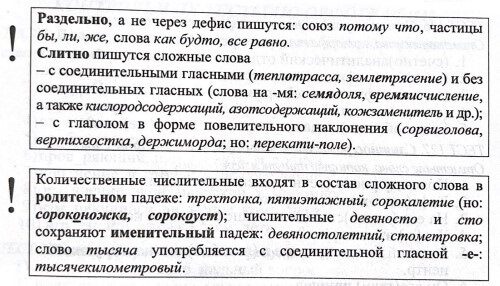 Раздельно, а не через дефис пишутся: союз потому что, частицы
бы, ли, же, слова как будто, все равно.
Слитно пишутся сложные слова
– с соединительными гласными (теплотрасса, землетрясение) и без
соединительных гласных (слова на -мя: семядоля, времяисчисление,
а также кислородсодержащий, азотсодержащий, кожзаменитель и др.);
– с глаголом в форме повелительного наклонения (сорвиголова,
вертихвостка, держиморда; но: перекати-поле).
!
Количественные числительные входят в состав сложного слова в
родительном падеже: трехтонка, пятиэтажный, сорокалетие (но:
сороконожка, сорокоуст); числительные девяносто и сто
сохраняют именительный падеж: девяностолетний, стометровка;
слово тысяча употребляется с соединительной гласной -е-:
тысячекилометровый.
!